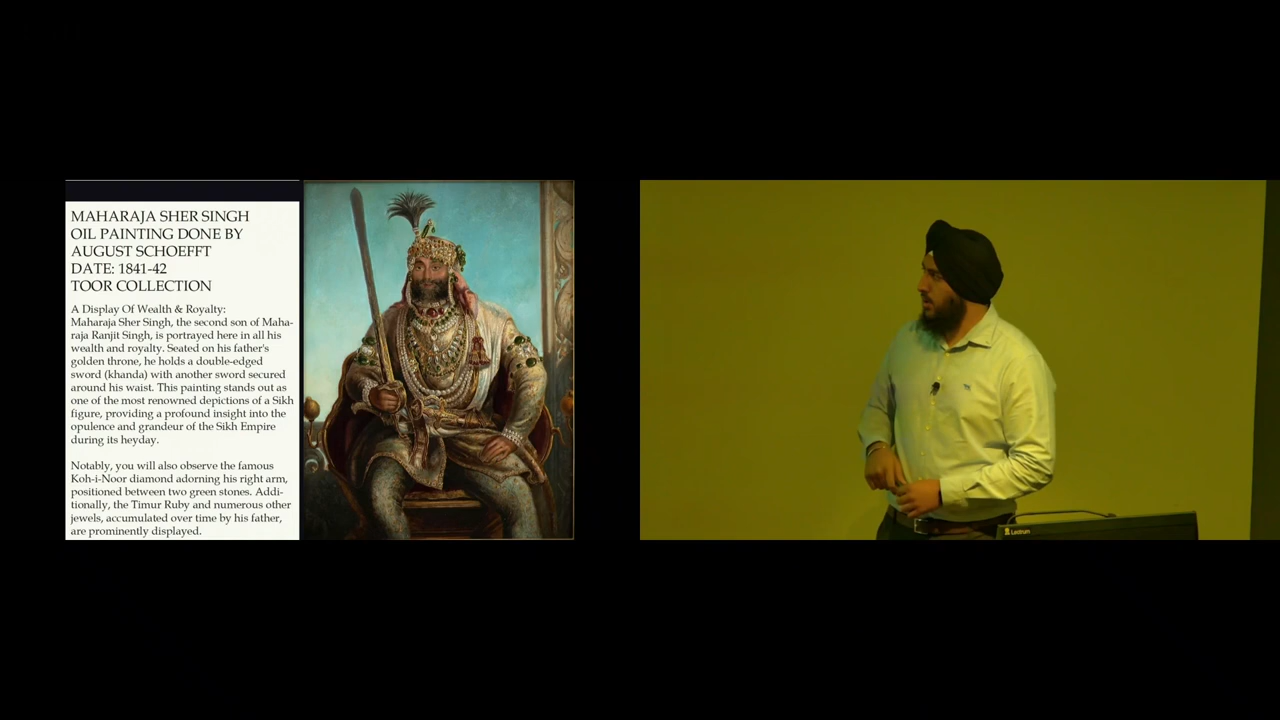 MAHARAJA SHER SINGH
OIL PAINTING DONE BY
AUGUST SCHOEFFT
DATE: 1841-42
TOOR COLLECTION
A Display Of Wealth & Royalty:
Maharaja Sher Singh, the second son of Maha-
raja Ranjit Singh, is portrayed here in all his
wealth and royalty. Seated on his father's
golden throne, he holds a double-edged
sword (khanda) with another sword secured
around his waist. This painting stands out as
one of the most renowned depictions of a Sikh
figure, providing a profound insight into the
opulence and grandeur of the Sikh Empire
during its heyday.
Notably, you will also observe the famous
Koh-i-Noor diamond adorning his right arm,
positioned between two green stones. Addi-
tionally, the Timur Ruby and numerous other
jewels, accumulated over time by his father,
are prominently displayed.